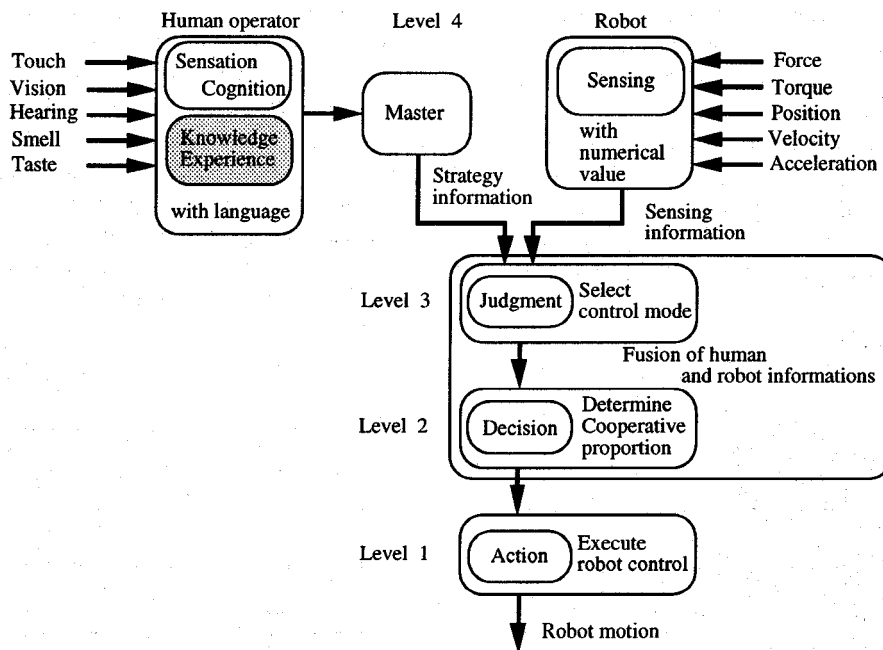 Human operator
Level 4
Robot
Touch
Vision
Hearing
Smell
Taste
Sensation
Cognition
Knowledge
Experience
with language
Master
Sensing
with
numerical
value
Force
Torque
Position
Velocity
Acceleration
Strategy
information
Sensing
information
Level 3
Judgment
Select
control mode
Fusion of human
and robot informations
Level 2
Decision
Determine
Cooperative
proportion
Level 1
Action
Execute
robot control
Robot motion